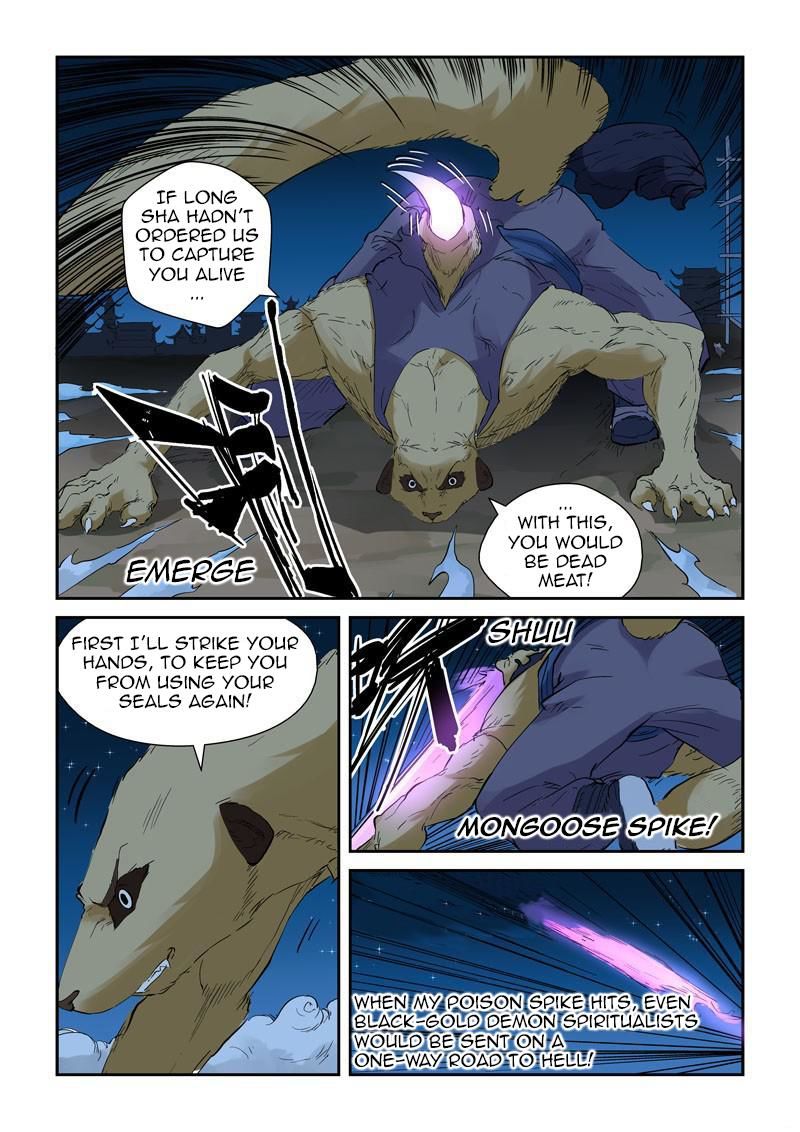 IF LONG
SHA HADN'T
ORDERED US
TO CAPTURE
YOU ALIVE
...
EMERGE
...
WITH THIS,
YOU WOULD
BE DEAD
MEAT!
FIRST I'LL STRIKE YOUR
HANDS, TO KEEP YOU
FROM USING YOUR
SEALS AGAIN!
SHUU
MONGOOSE SPIKE!
WHEN MY POISON SPIKE HITS, EVEN
BLACK-GOLD DEMON SPIRITUALISTS
WOULD BE SENT ON A
ONE-WAY ROAD TO HELL!